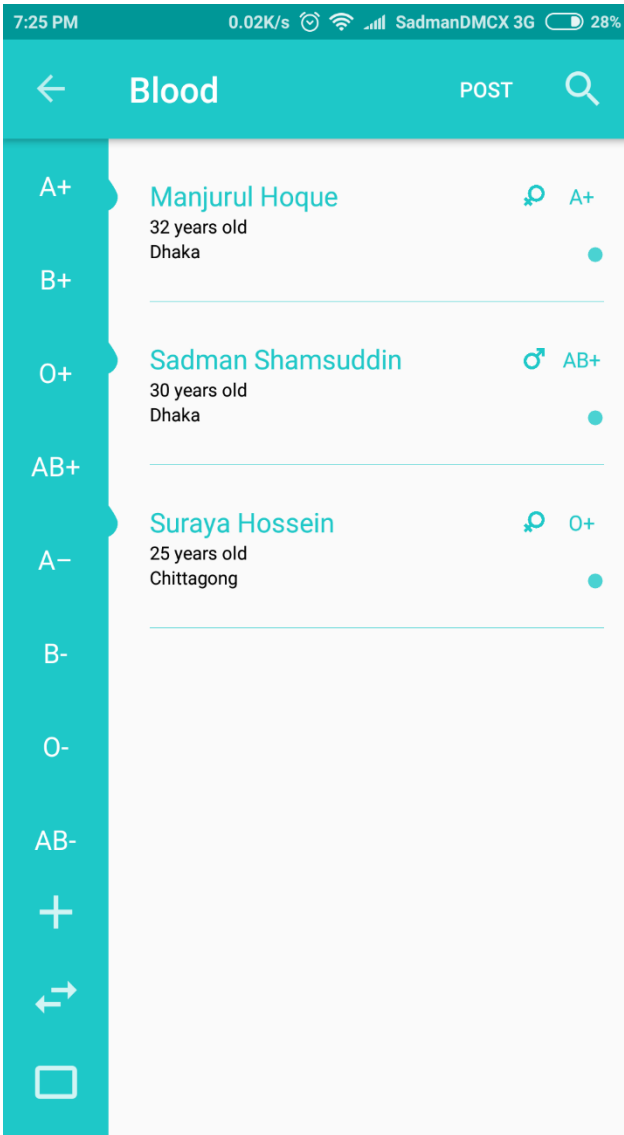 7:25 PM 0.02K/s SadmanDMCX 3G 28%
Blood POST
A+
B+
O+
AB+
A–
B-
O-
AB-
Manjurul Hoque A+
32 years old
Dhaka
Sadman Shamsuddin AB+
30 years old
Dhaka
Suraya Hossein O+
25 years old
Chittagong